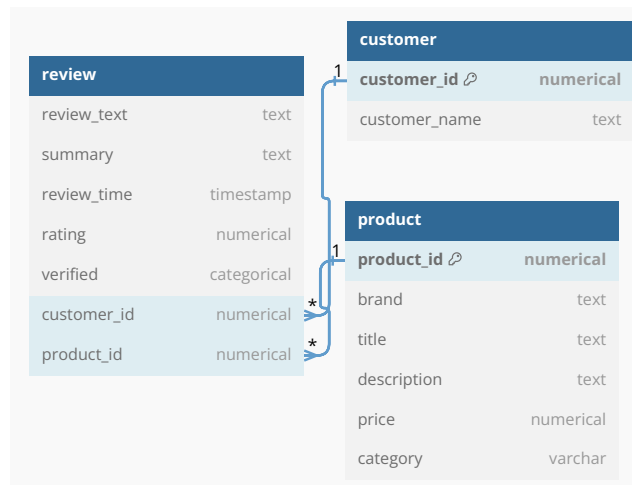 review
review_text text
summary text
review_time timestamp
rating numerical
verified categorical
customer_id numerical *
product_id numerical *
customer
1 customer_id numerical
customer_name text
product
1 product_id numerical
brand text
title text
description text
price numerical
category varchar